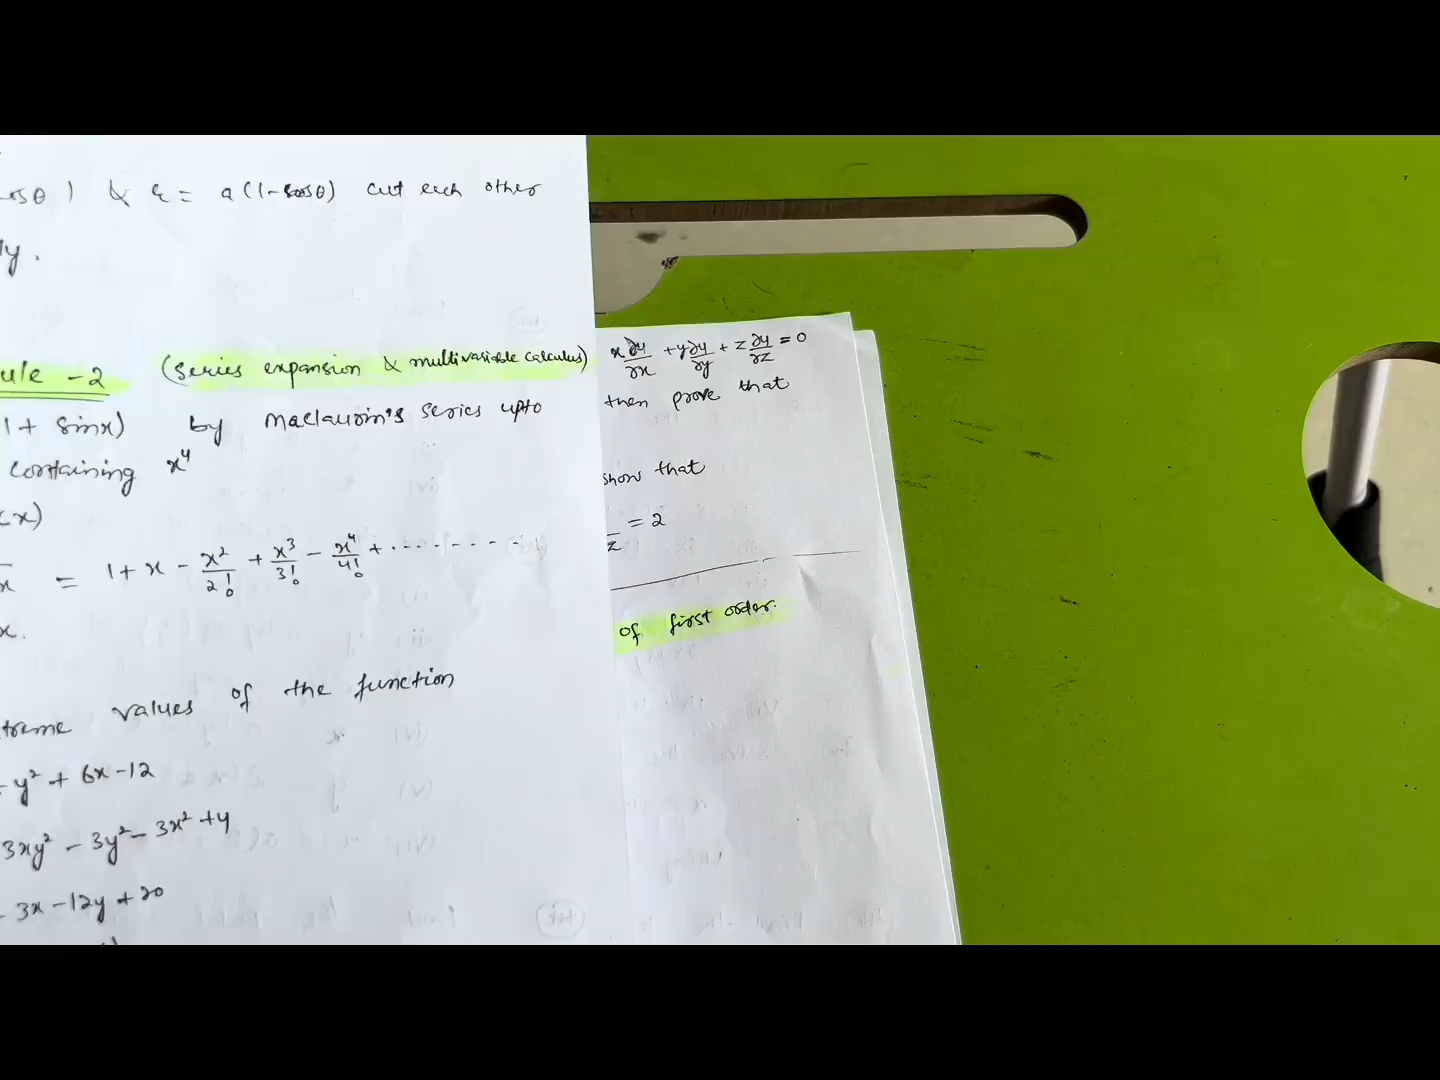 osθ ) & r = a(1-cosθ) cut each other
ly.
ule -2 (series expansion & multivariable calculus)
1 + sinx) by Maclaurin's series upto
containing x⁴
(x)
x = 1 + x - x²/2! + x³/3! - x⁴/4! + ........
x.
treme values of the function
- y² + 6x - 12
3xy² - 3y² - 3x² + 4
- 3x - 12y + 20
x ∂u/∂x + y ∂u/∂y + z ∂u/∂z = 0
then prove that
show that
z = 2
of first order.